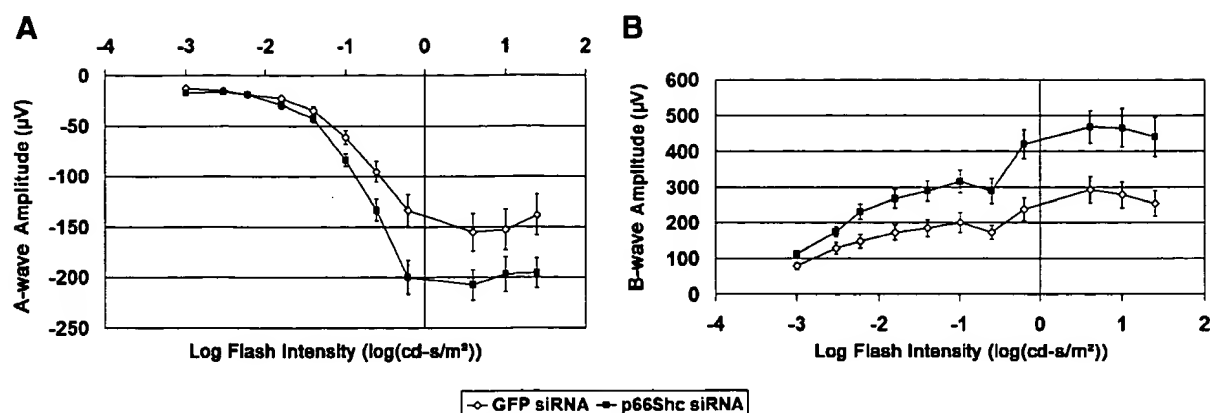 A
-4 -3 -2 -1 0 1 2
0
-50
-100
-150
-200
-250
A-wave Amplitude (µV)
Log Flash Intensity (log(cd-s/m²))
B
600
500
400
300
200
100
0
B-wave Amplitude (µV)
-4 -3 -2 -1 0 1 2
Log Flash Intensity (log(cd-s/m²))
GFP siRNA p66Shc siRNA